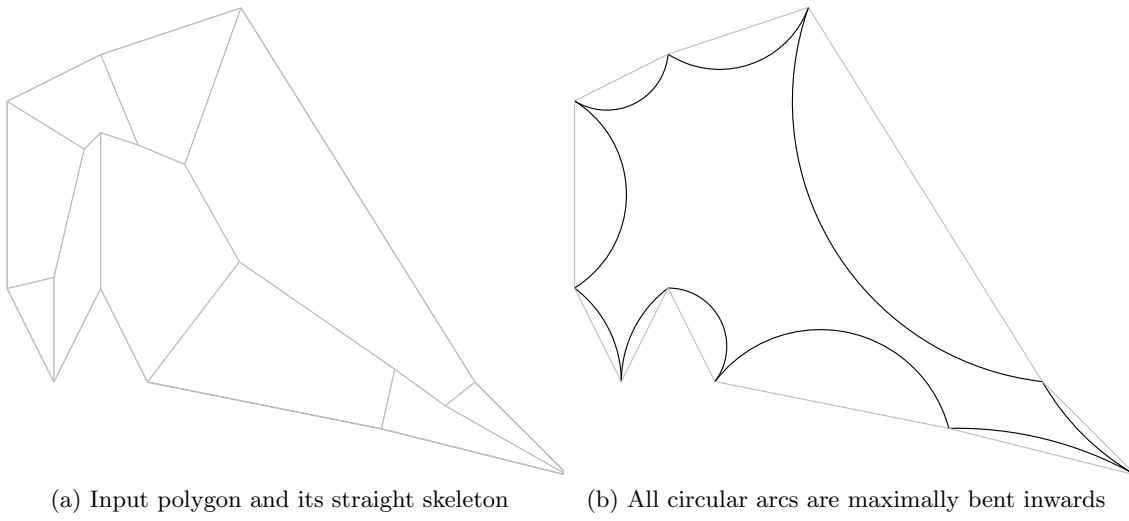 (a) Input polygon and its straight skeleton
(b) All circular arcs are maximally bent inwards